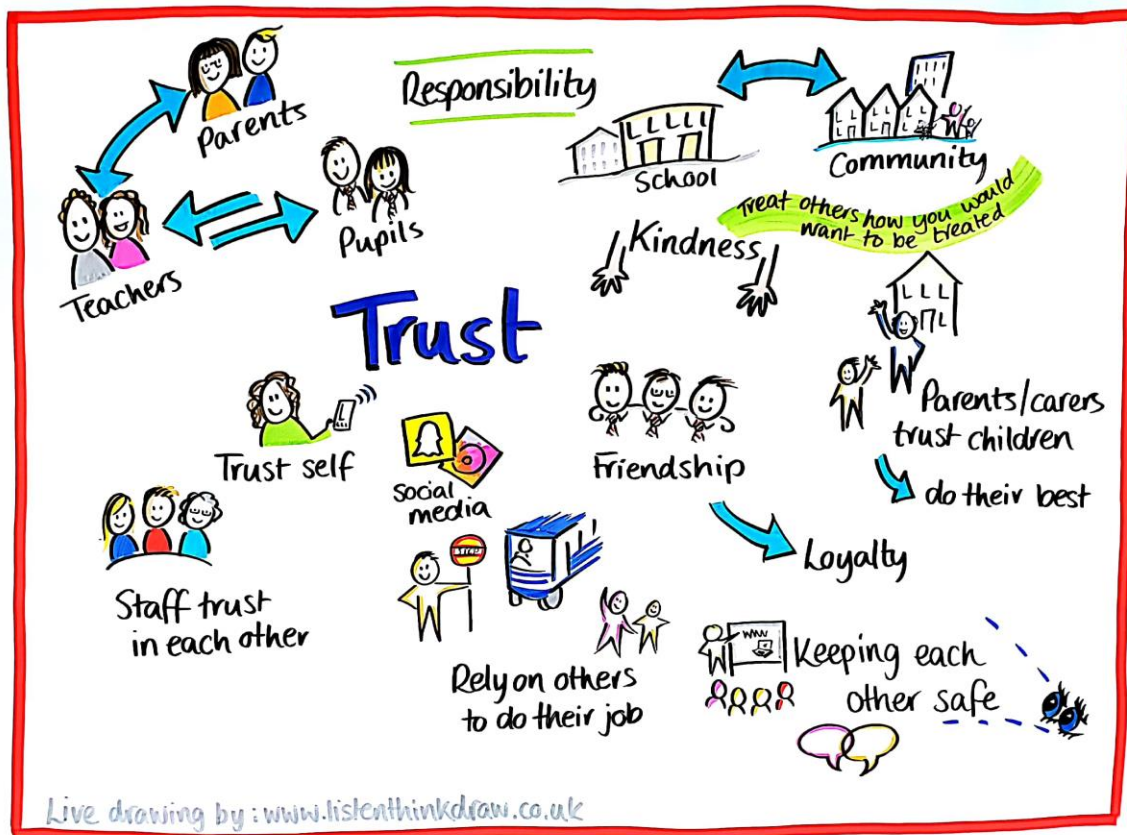 Responsibility
Parents
Teachers
Pupils
School
Community
Treat others how you would
want to be treated
Kindness
Trust
Trust self
social
media
Friendship
Parents/carers
trust children
do their best
Loyalty
Staff trust
in each other
STOP
Rely on others
to do their job
www
Keeping each
other safe
Live drawing by: www.listenthinkdraw.co.uk